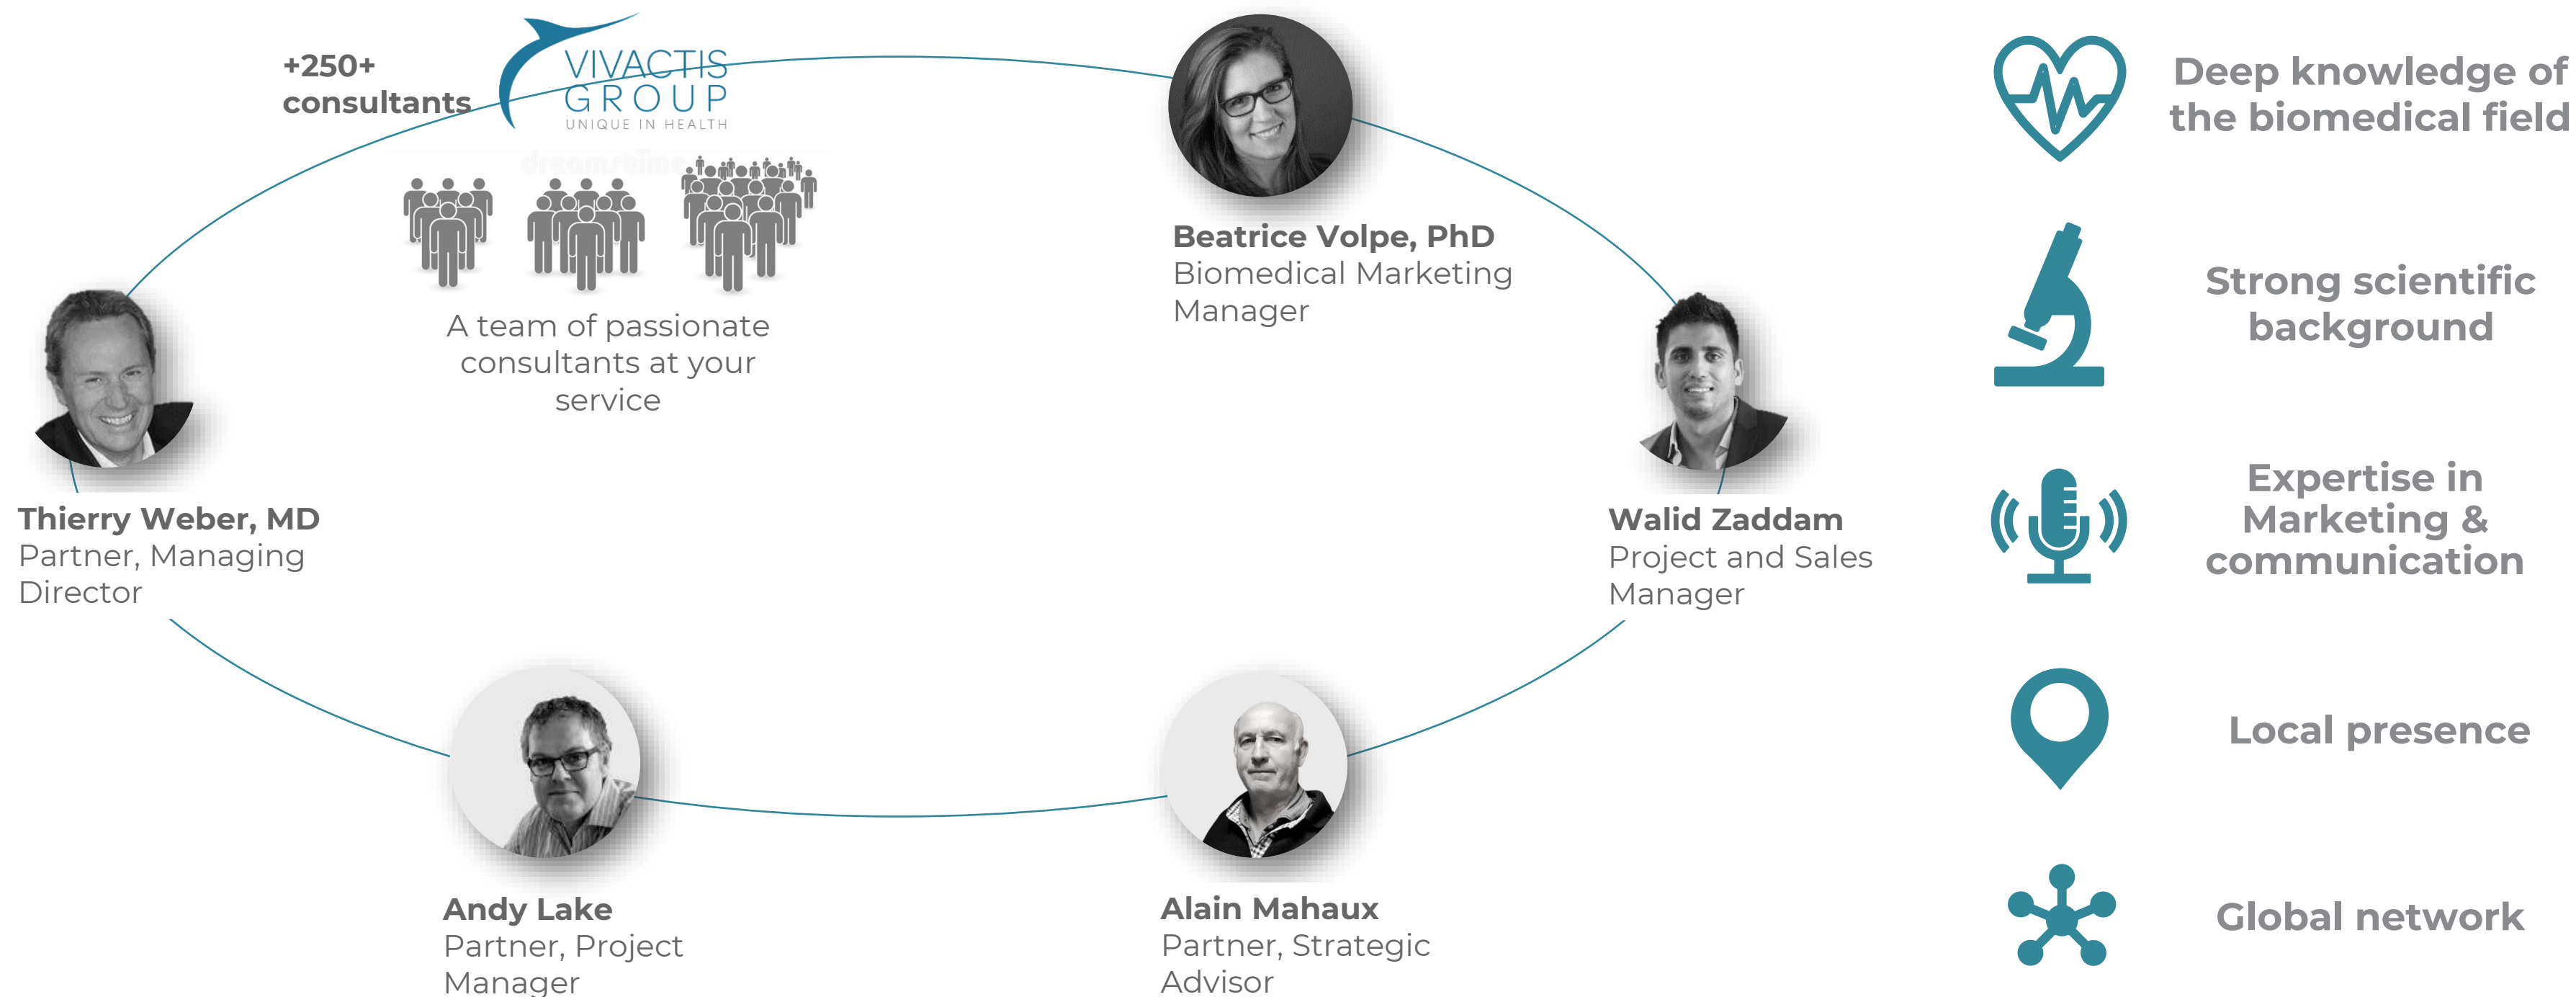 +250+
consultants
VIVACTIS
GROUP
UNIQUE IN HEALTH
dreamstime
A team of passionate
consultants at your
service
Beatrice Volpe, PhD
Biomedical Marketing
Manager
Thierry Weber, MD
Partner, Managing
Director
Walid Zaddam
Project and Sales
Manager
Andy Lake
Partner, Project
Manager
Alain Mahaux
Partner, Strategic
Advisor
Deep knowledge of
the biomedical field
Strong scientific
background
Expertise in
Marketing &
communication
Local presence
Global network